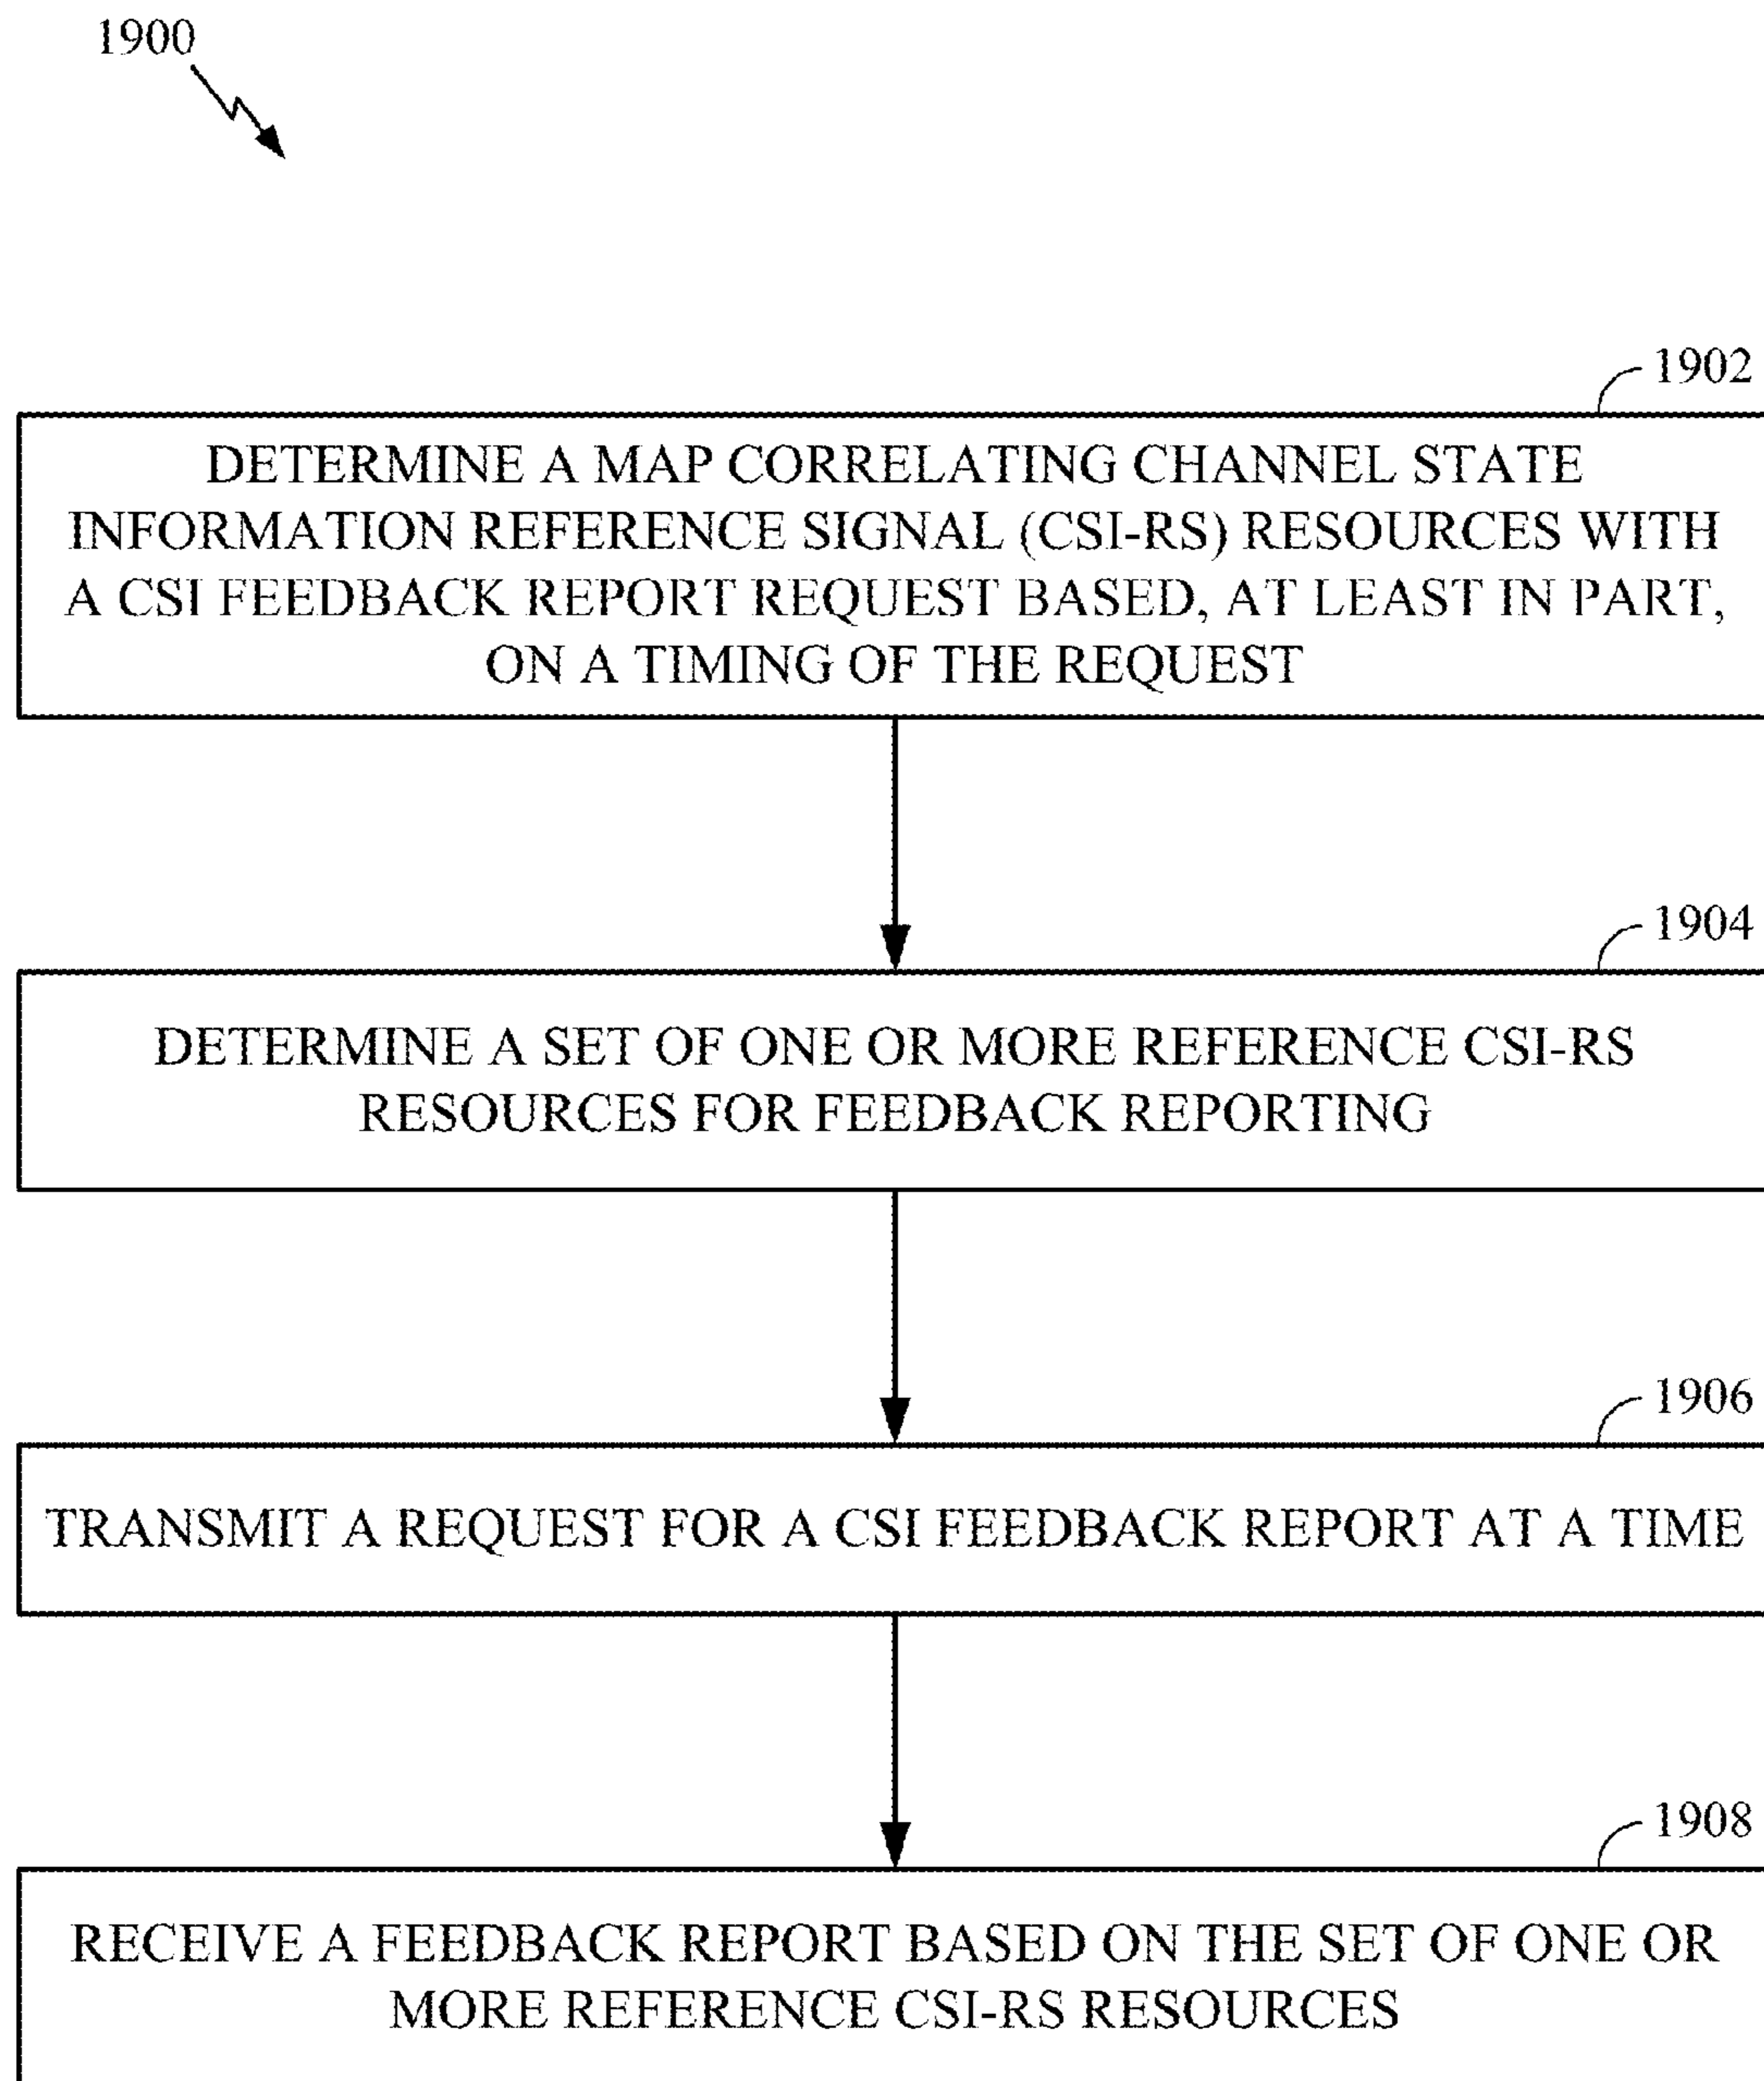 1900
1902
DETERMINE A MAP CORRELATING CHANNEL STATE
INFORMATION REFERENCE SIGNAL (CSI-RS) RESOURCES WITH
A CSI FEEDBACK REPORT REQUEST BASED, AT LEAST IN PART,
ON A TIMING OF THE REQUEST
1904
DETERMINE A SET OF ONE OR MORE REFERENCE CSI-RS
RESOURCES FOR FEEDBACK REPORTING
1906
TRANSMIT A REQUEST FOR A CSI FEEDBACK REPORT AT A TIME
1908
RECEIVE A FEEDBACK REPORT BASED ON THE SET OF ONE OR
MORE REFERENCE CSI-RS RESOURCES